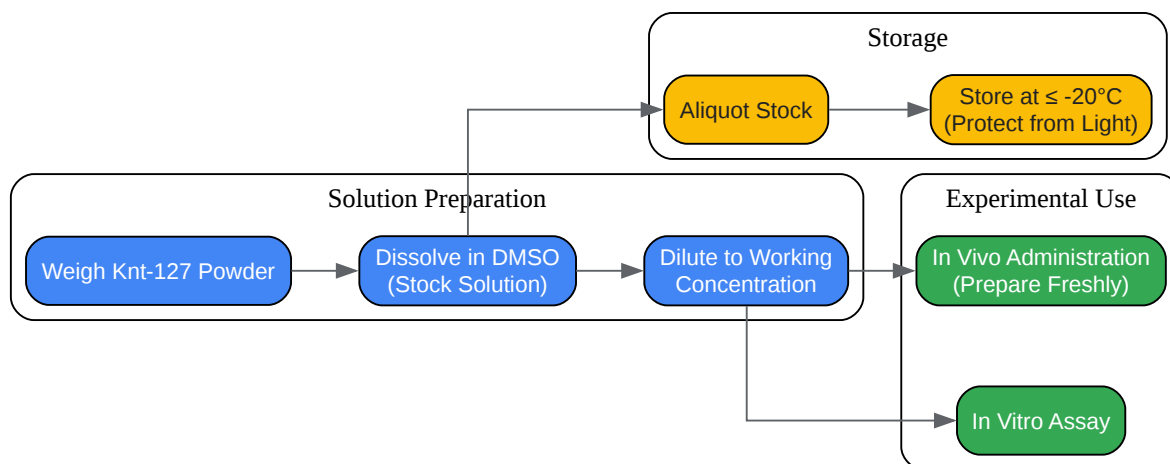 Storage
Aliquot Stock
Store at ≤ -20°C
(Protect from Light)
Solution Preparation
Weigh Knt-127 Powder
Dissolve in DMSO
(Stock Solution)
Dilute to Working
Concentration
Experimental Use
In Vivo Administration
(Prepare Freshly)
In Vitro Assay